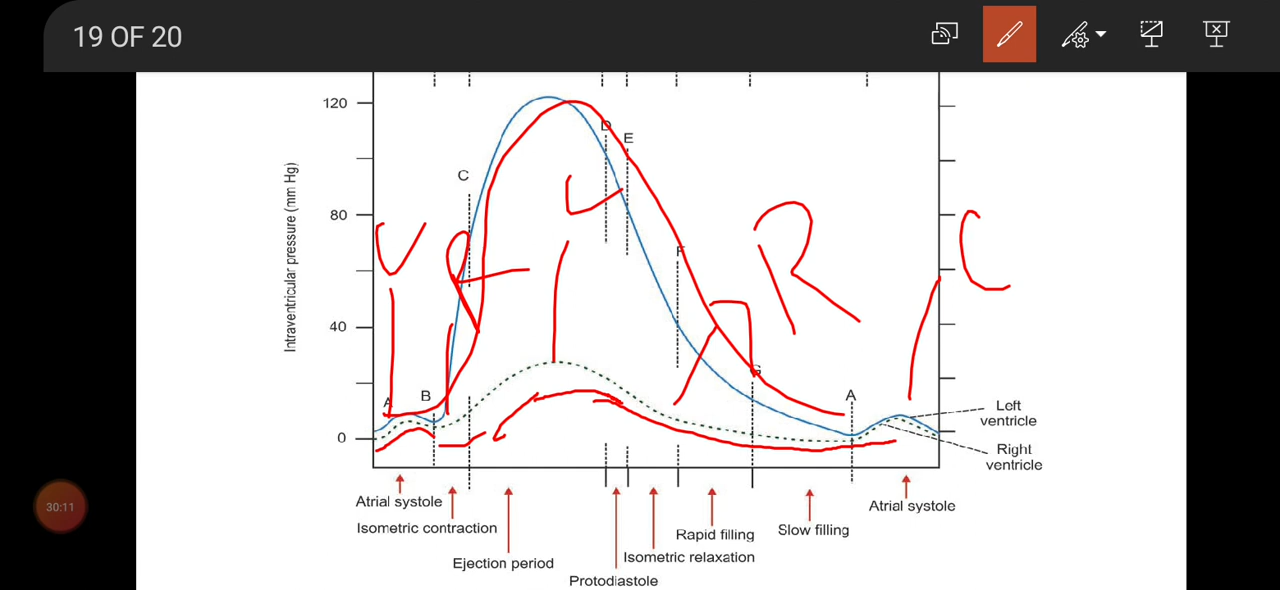 19 OF 20
120
D
E
C
80
F
40
G
A
B
A
0
Intraventricular pressure (mm Hg)
Left
ventricle
Right
ventricle
30:11
Atrial systole
Isometric contraction
Ejection period
Protodiastole
Isometric relaxation
Rapid filling
Slow filling
Atrial systole